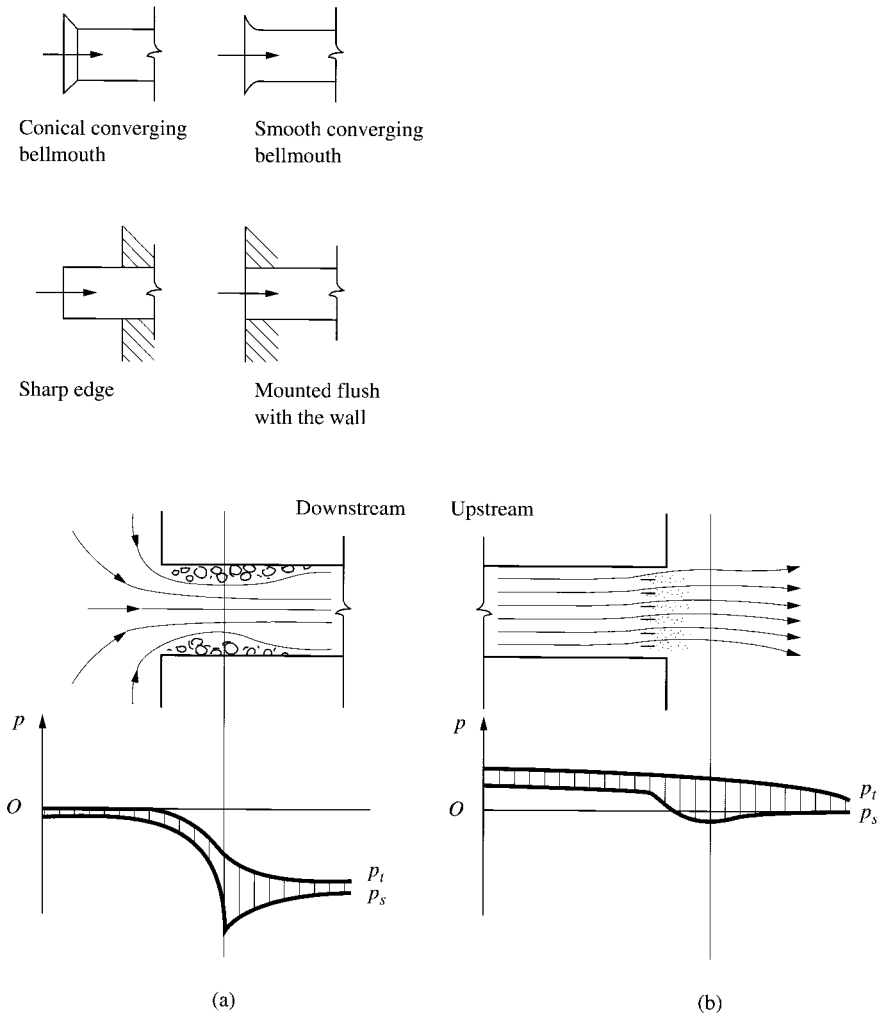 Conical converging
bellmouth
Smooth converging
bellmouth
Sharp edge
Mounted flush
with the wall
Downstream
Upstream
p
O
p_t
p_s
p
O
p_t
p_s
(a)
(b)